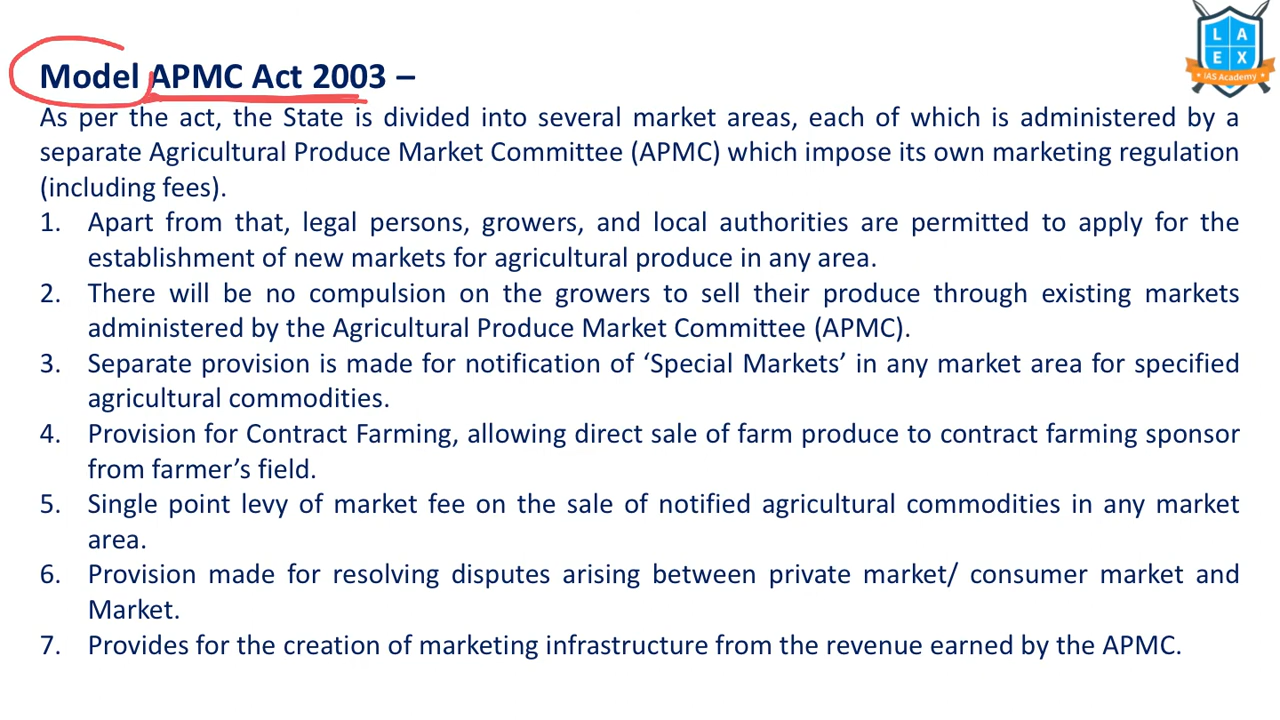 L A
E X
IAS Academy
Model APMC Act 2003 –
As per the act, the State is divided into several market areas, each of which is administered by a
separate Agricultural Produce Market Committee (APMC) which impose its own marketing regulation
(including fees).
1. Apart from that, legal persons, growers, and local authorities are permitted to apply for the
establishment of new markets for agricultural produce in any area.
2. There will be no compulsion on the growers to sell their produce through existing markets
administered by the Agricultural Produce Market Committee (APMC).
3. Separate provision is made for notification of ‘Special Markets’ in any market area for specified
agricultural commodities.
4. Provision for Contract Farming, allowing direct sale of farm produce to contract farming sponsor
from farmer’s field.
5. Single point levy of market fee on the sale of notified agricultural commodities in any market
area.
6. Provision made for resolving disputes arising between private market/ consumer market and
Market.
7. Provides for the creation of marketing infrastructure from the revenue earned by the APMC.